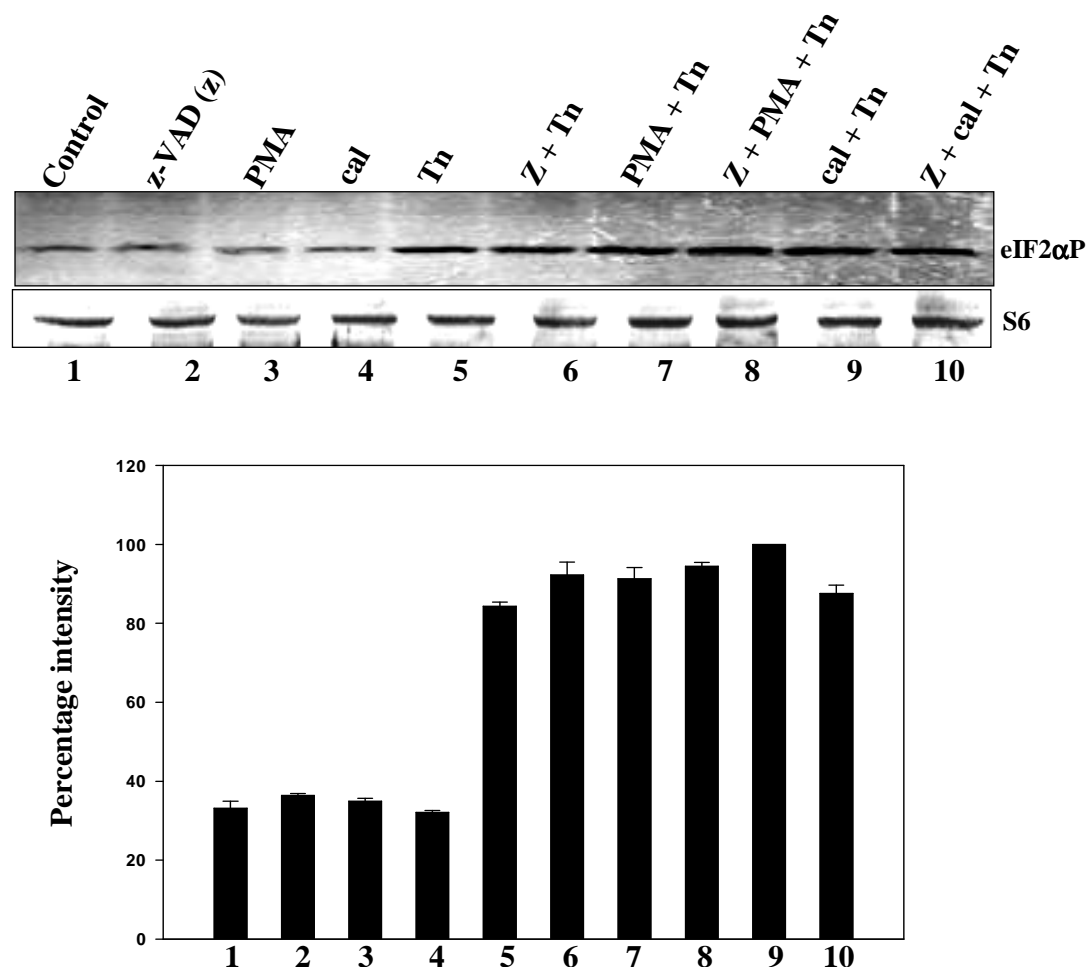 Control z-VAD (z) PMA cal Tn Z + Tn PMA + Tn Z + PMA + Tn cal + Tn Z + cal + Tn
eIF2αP
S6
1 2 3 4 5 6 7 8 9 10
Percentage intensity
120
100
80
60
40
20
0
1 2 3 4 5 6 7 8 9 10